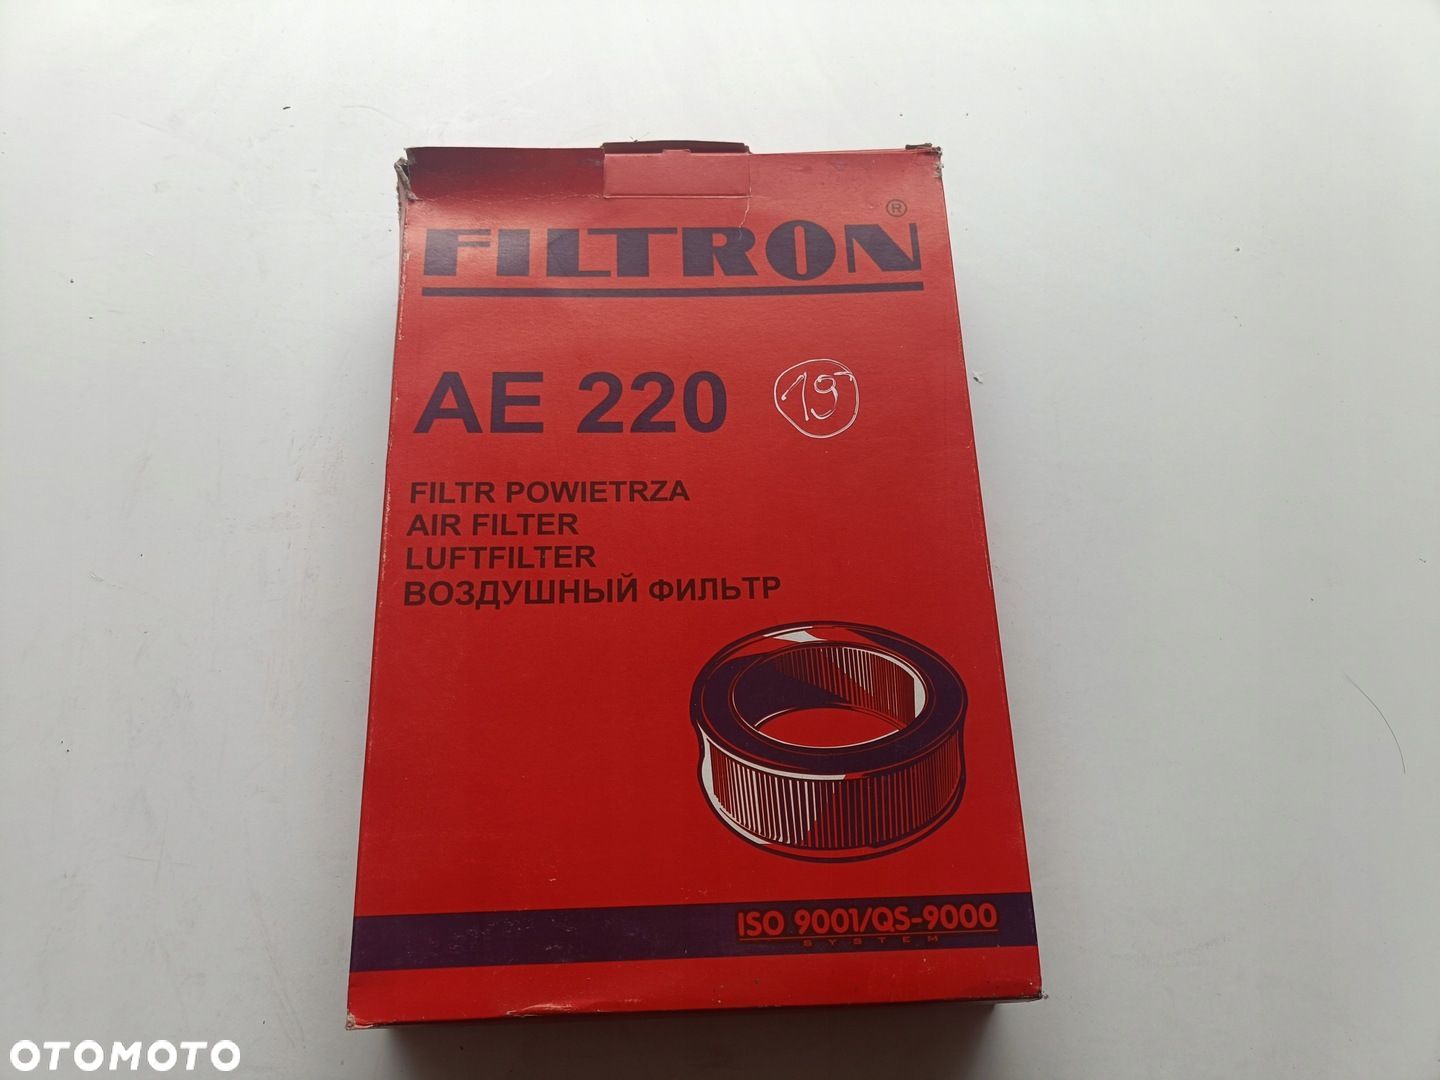 FILTRON®
AE 220
19
FILTR POWIETRZA
AIR FILTER
LUFTFILTER
ВОЗДУШНЫЙ ФИЛЬТР
ISO 9001/QS-9000
SYSTEM
OTOMOTO